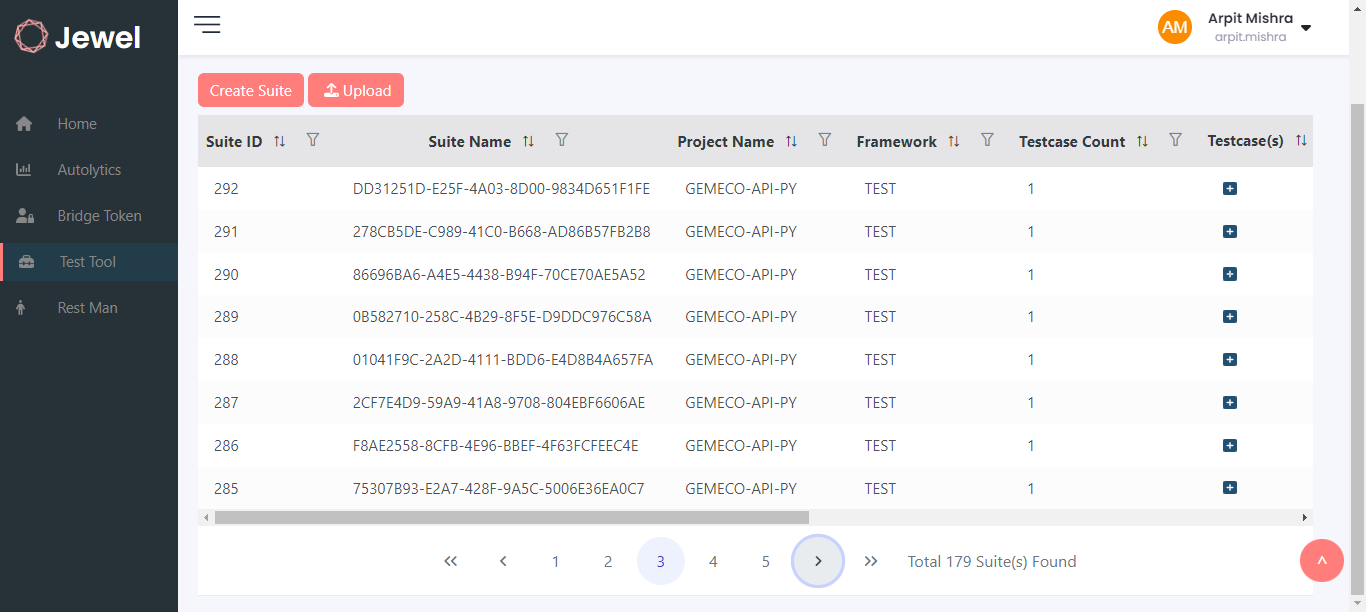 Jewel
Home
Autolytics
Bridge Token
Test Tool
Rest Man
AM
Arpit Mishra
arpit.mishra
Create Suite
Upload
Suite ID Suite Name Project Name Framework Testcase Count Testcase(s)
292 DD31251D-E25F-4A03-8D00-9834D651F1FE GEMECO-API-PY TEST 1
291 278CB5DE-C989-41C0-B668-AD86B57FB2B8 GEMECO-API-PY TEST 1
290 86696BA6-A4E5-4438-B94F-70CE70AE5A52 GEMECO-API-PY TEST 1
289 0B582710-258C-4B29-8F5E-D9DDC976C58A GEMECO-API-PY TEST 1
288 01041F9C-2A2D-4111-BDD6-E4D8B4A657FA GEMECO-API-PY TEST 1
287 2CF7E4D9-59A9-41A8-9708-804EBF6606AE GEMECO-API-PY TEST 1
286 F8AE2558-8CFB-4E96-BBEF-4F63FCFEEC4E GEMECO-API-PY TEST 1
285 75307B93-E2A7-428F-9A5C-5006E36EA0C7 GEMECO-API-PY TEST 1
1 2 3 4 5 Total 179 Suite(s) Found